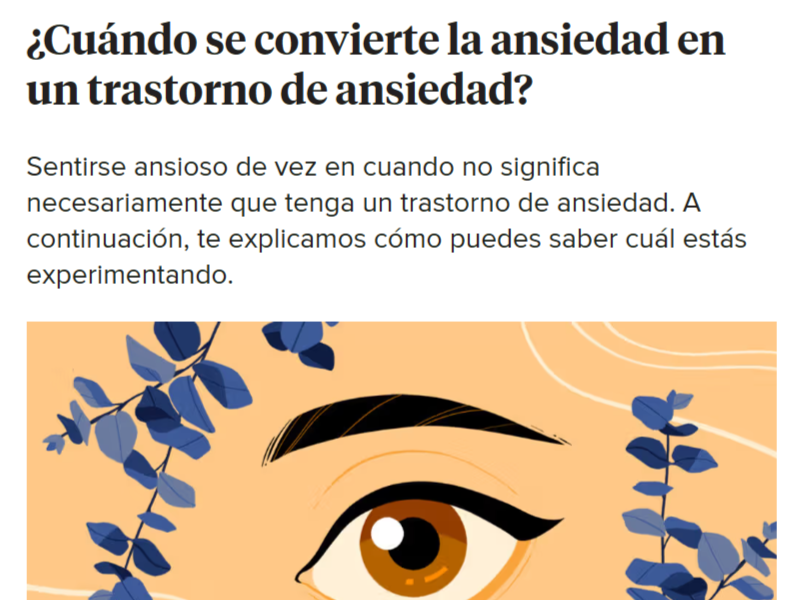 ¿Cuándo se convierte la ansiedad en
un trastorno de ansiedad?
Sentirse ansioso de vez en cuando no significa
necesariamente que tenga un trastorno de ansiedad. A
continuación, te explicamos cómo puedes saber cuál estás
experimentando.